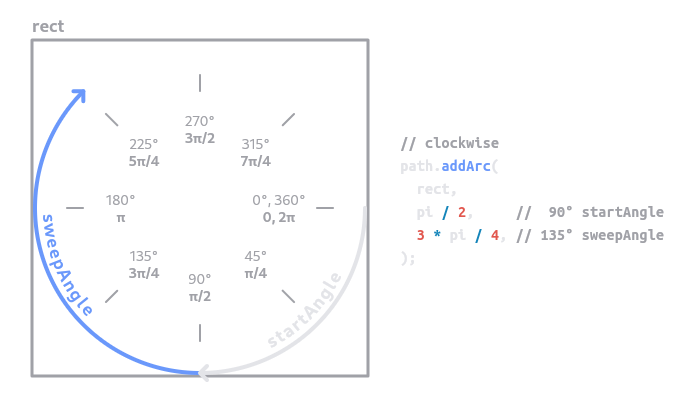 rect
270°
3π/2
225°
5π/4
315°
7π/4
180°
π
0°, 360°
0, 2π
135°
3π/4
45°
π/4
90°
π/2
sweepAngle
startAngle
// clockwise
path.addArc(
rect,
pi / 2, // 90° startAngle
3 * pi / 4, // 135° sweepAngle
);